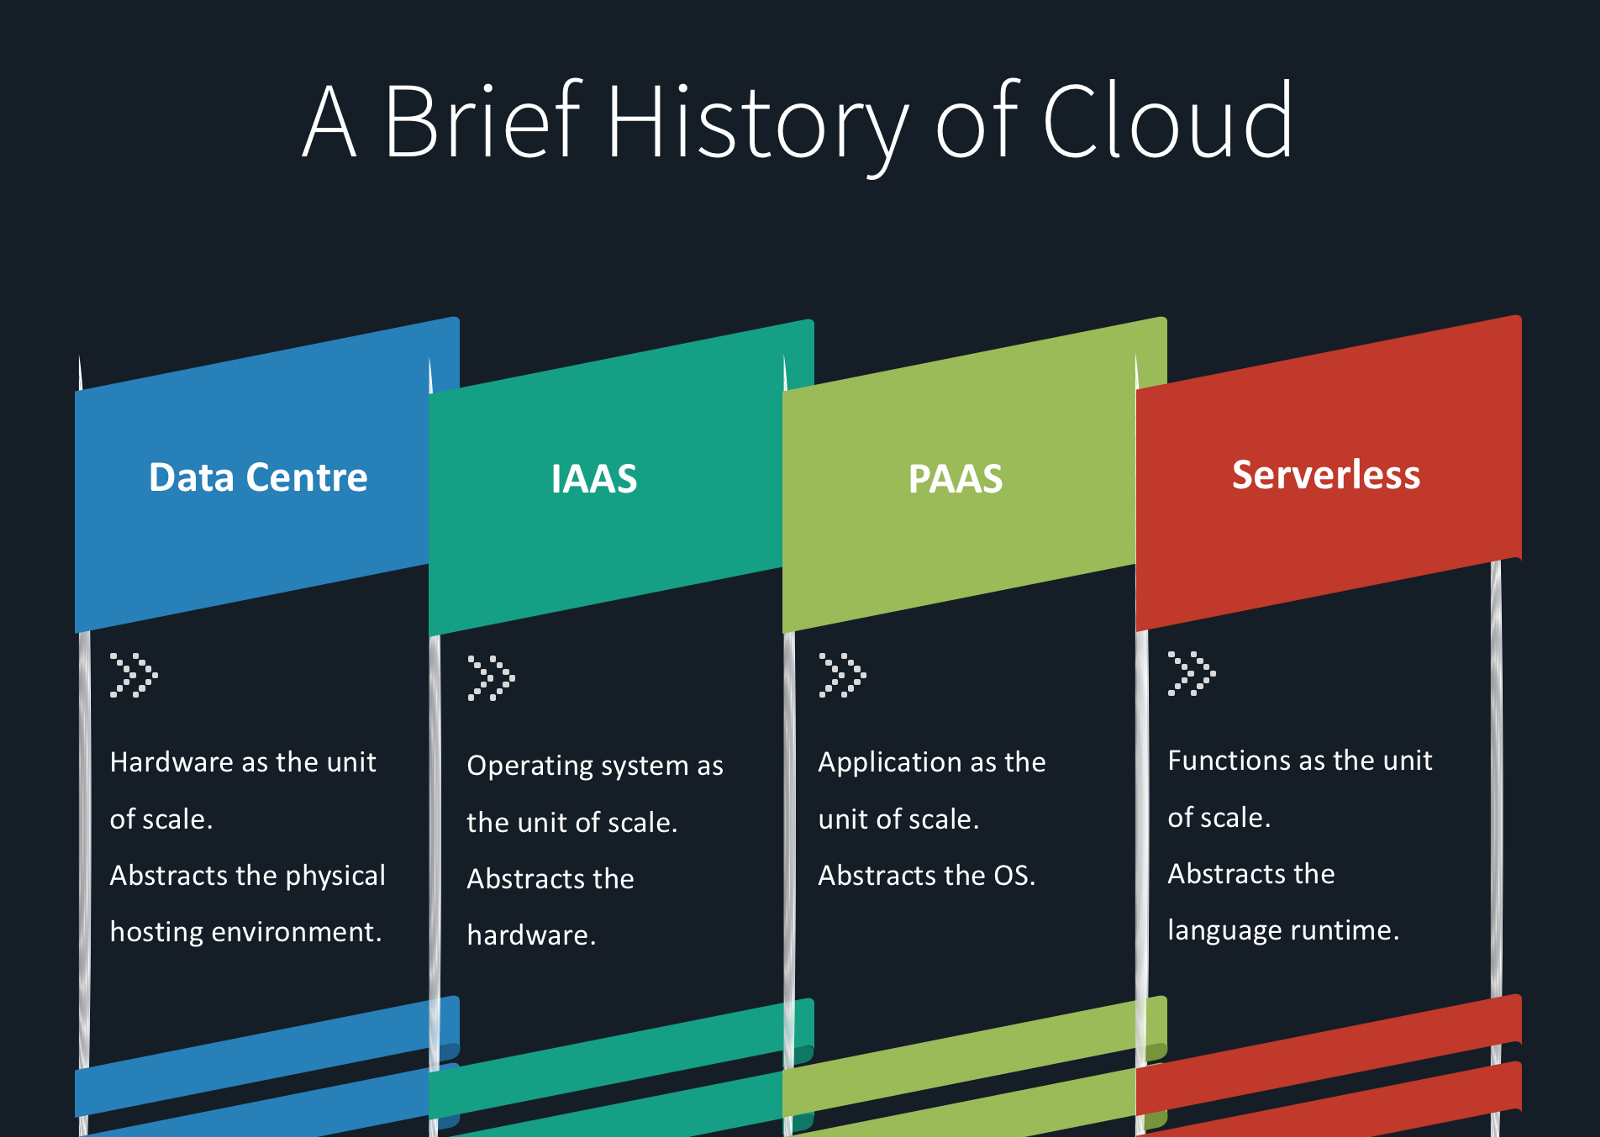 A Brief History of Cloud
Data Centre
Hardware as the unit
of scale.
Abstracts the physical
hosting environment.
IAAS
Operating system as
the unit of scale.
Abstracts the
hardware.
PAAS
Application as the
unit of scale.
Abstracts the OS.
Serverless
Functions as the unit
of scale.
Abstracts the
language runtime.